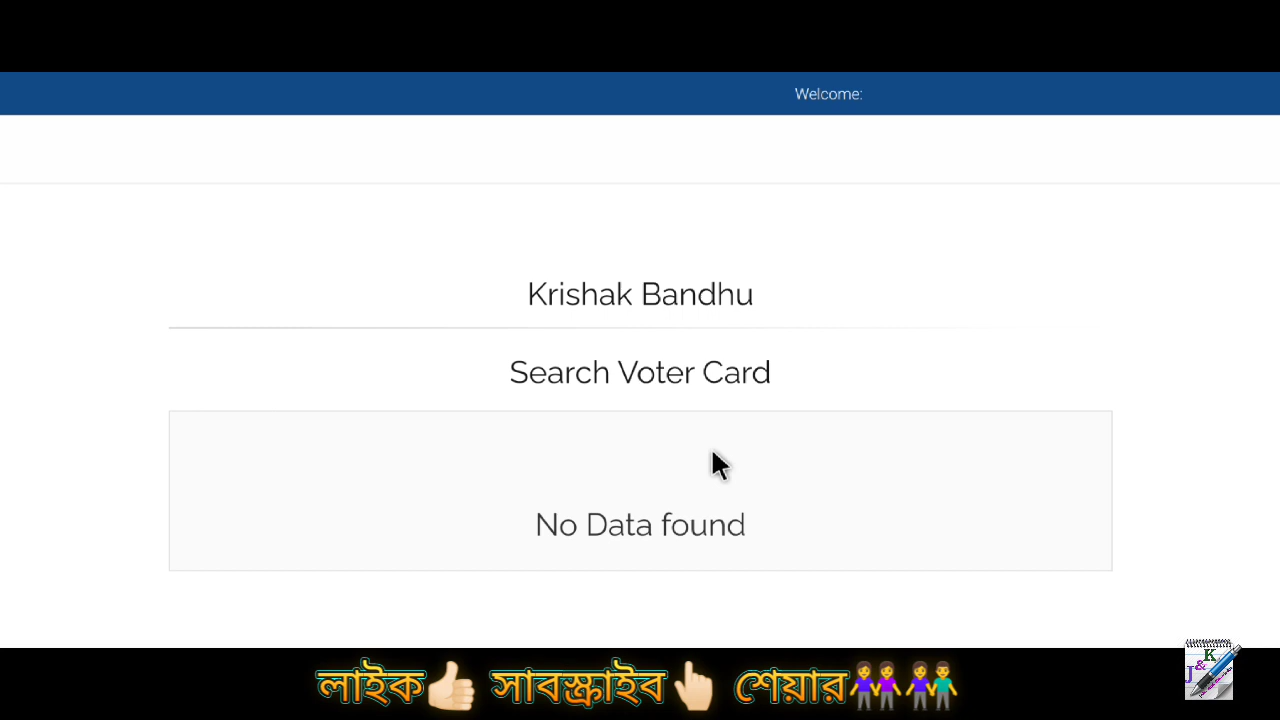 Welcome:
Krishak Bandhu
Search Voter Card
No Data found
লাইক👍🏻 সাবস্ক্রাইব👆🏻 শেয়ার👭👫
J&K